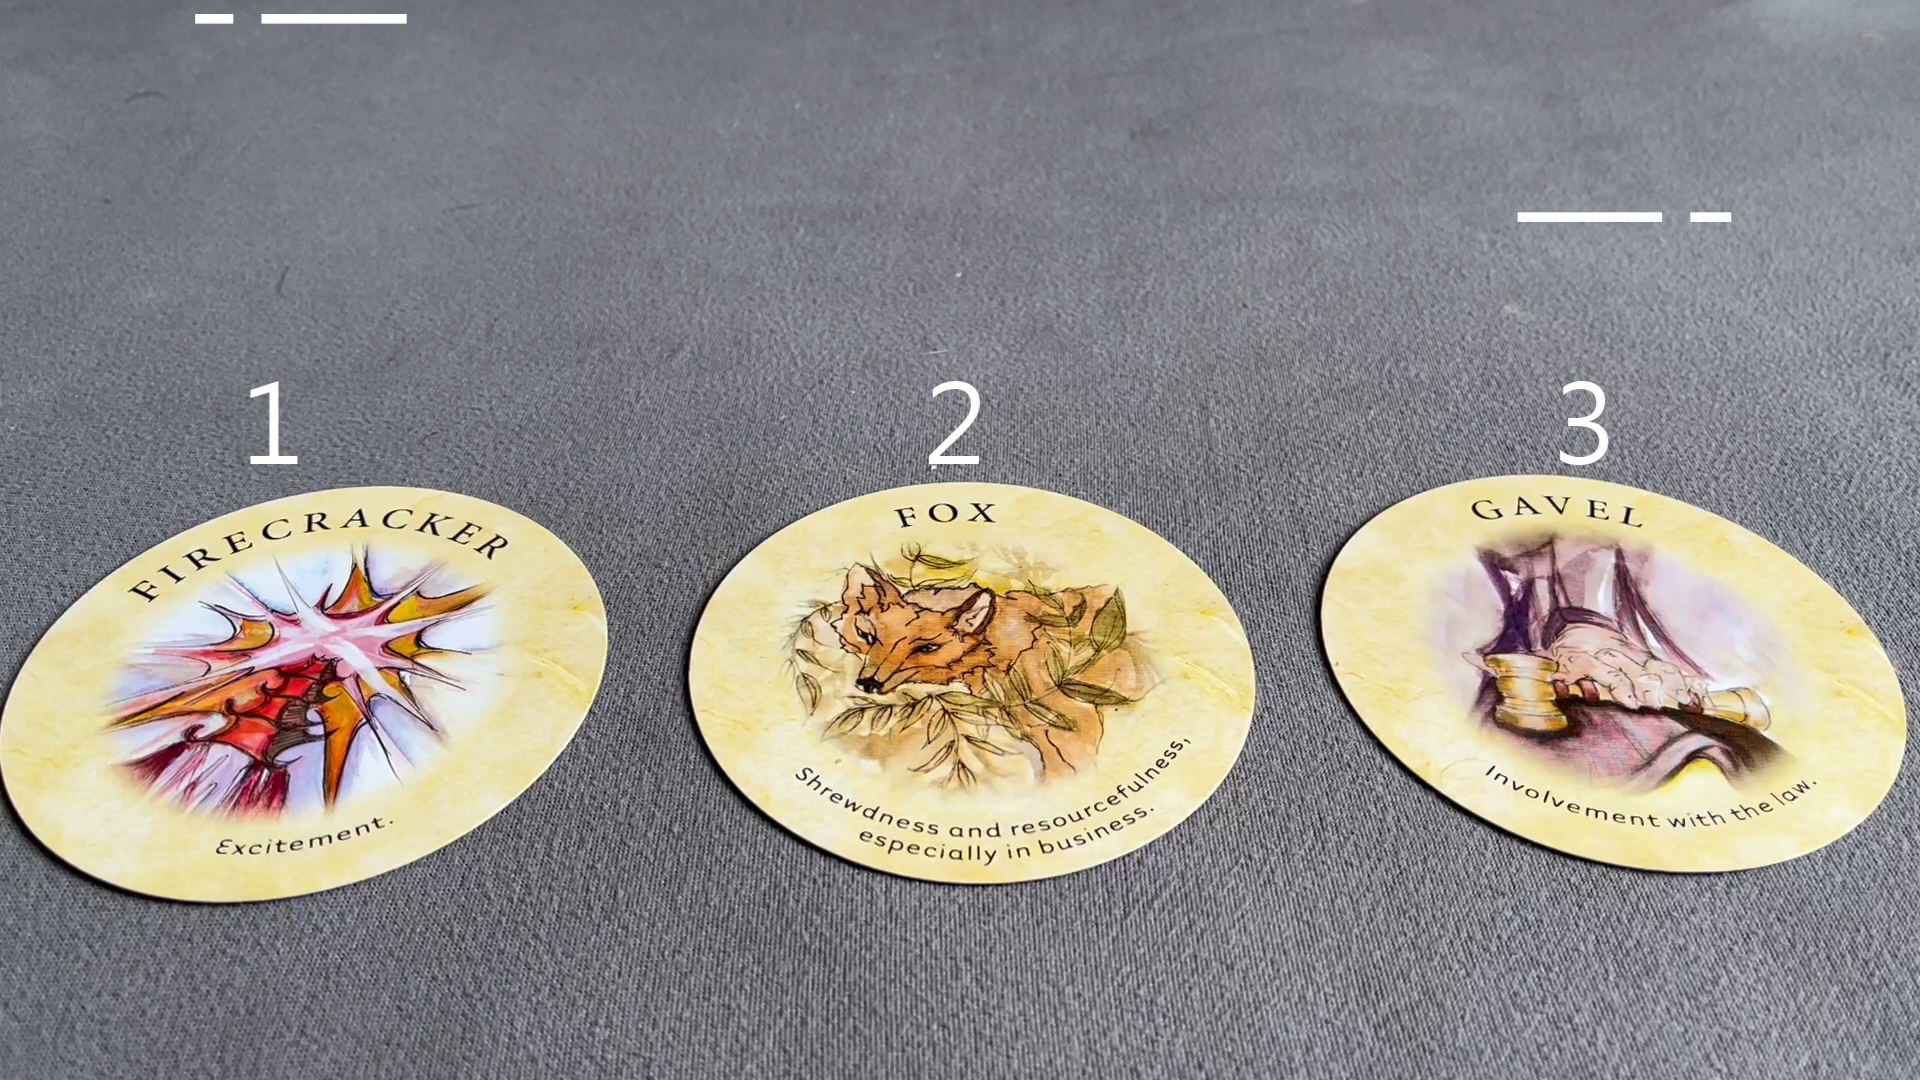 1
2
3
FIRECRACKER
Excitement.
FOX
Shrewdness and resourcefulness,
especially in business.
GAVEL
Involvement with the law.